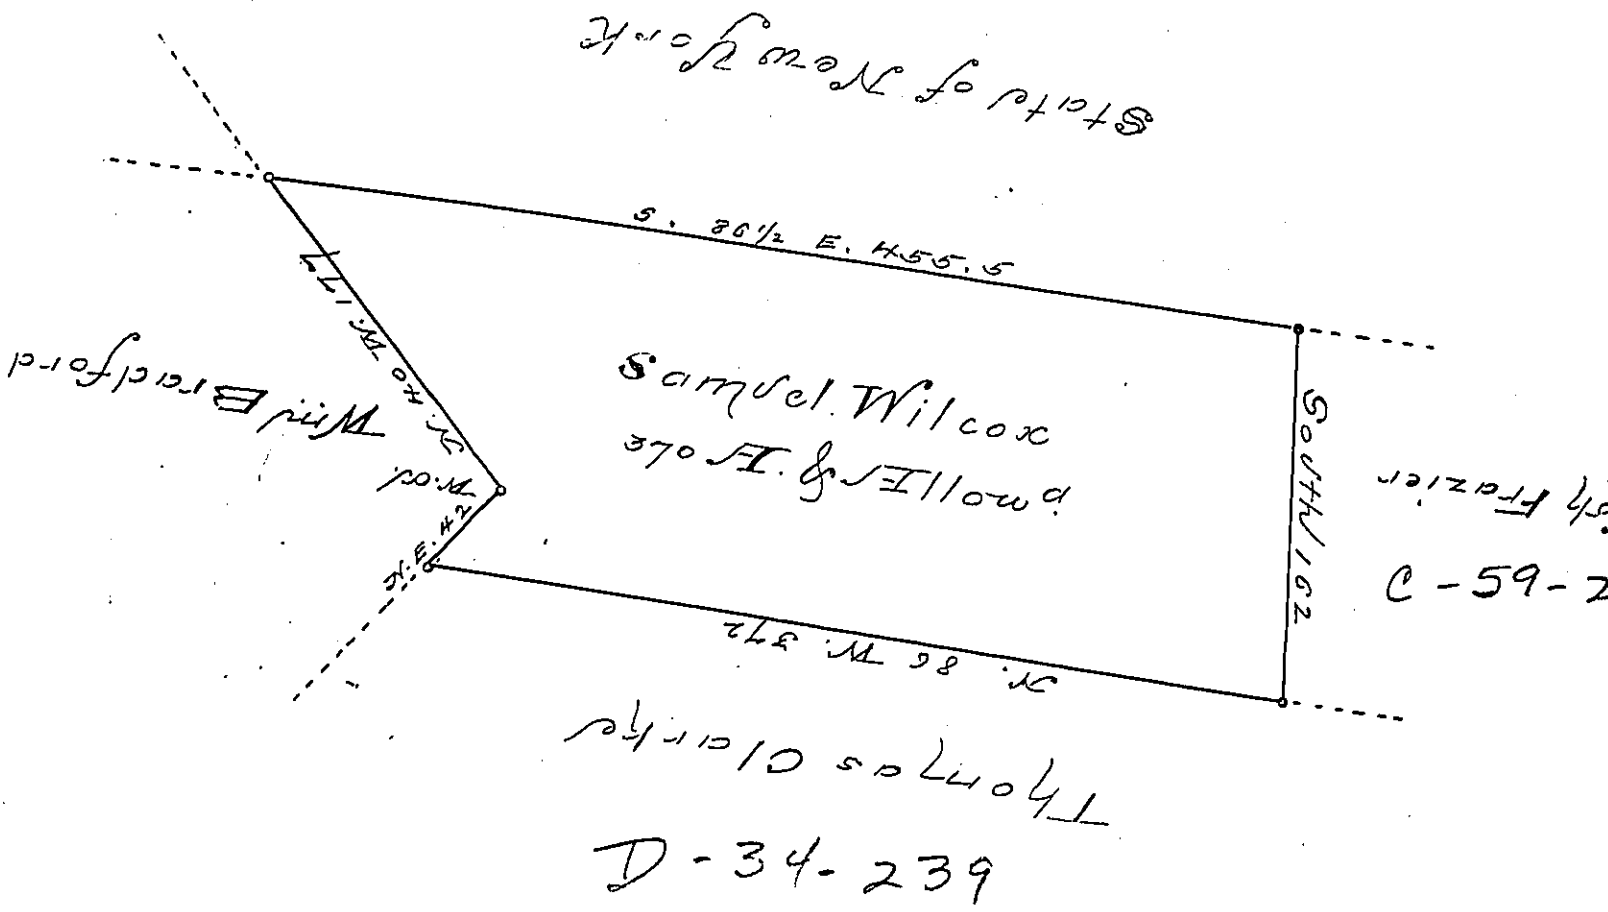 State of New York
S. 86½ E. 455.5
N. 40 W. 177
Wm Bradford
W. Od.
N. E. 42
Samuel Wilcox
370 A. & Allowd
South 162
Frazier
C-59-2
N. 86 W. 372
Thomas Clarke
D-34-239